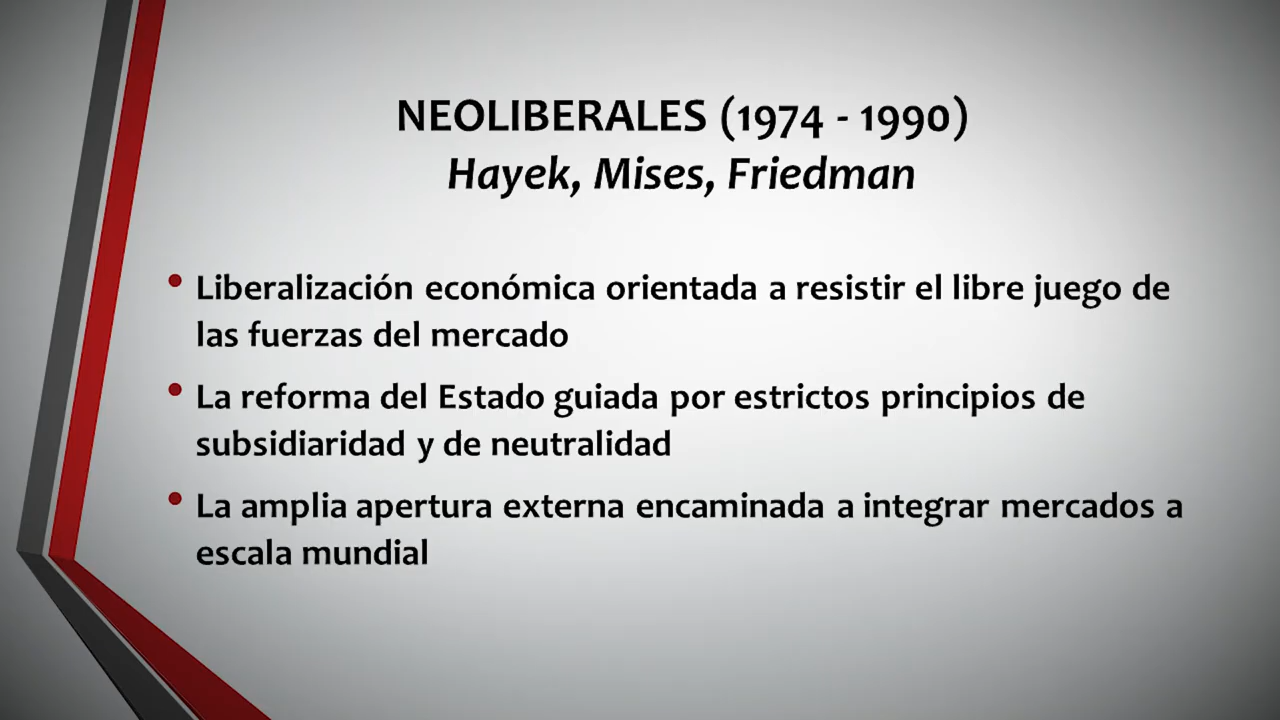 NEOLIBERALES (1974 - 1990)
Hayek, Mises, Friedman
• Liberalización económica orientada a resistir el libre juego de
las fuerzas del mercado
• La reforma del Estado guiada por estrictos principios de
subsidiaridad y de neutralidad
• La amplia apertura externa encaminada a integrar mercados a
escala mundial